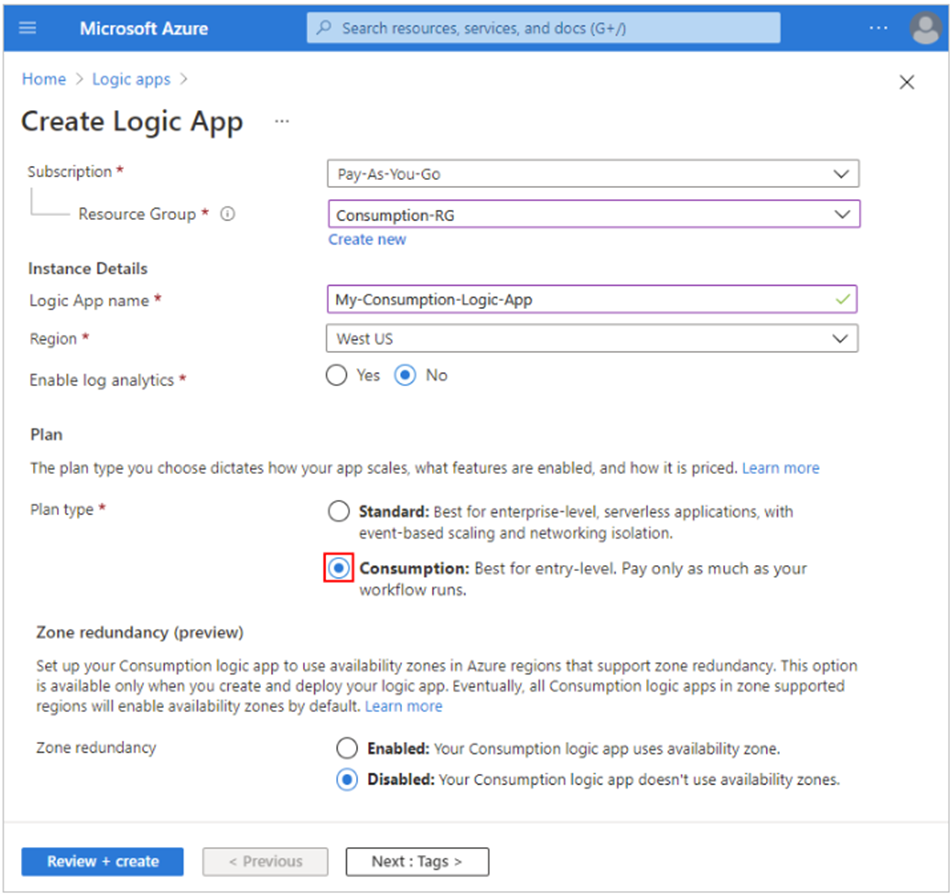 Microsoft Azure
Search resources, services, and docs (G+/)
...
Home > Logic apps >
Create Logic App ...
Subscription *
Pay-As-You-Go
Resource Group *
Consumption-RG
Create new
Instance Details
Logic App name *
My-Consumption-Logic-App
Region *
West US
Enable log analytics *
Yes No
Plan
The plan type you choose dictates how your app scales, what features are enabled, and how it is priced. Learn more
Plan type *
Standard: Best for enterprise-level, serverless applications, with
event-based scaling and networking isolation.
Consumption: Best for entry-level. Pay only as much as your
workflow runs.
Zone redundancy (preview)
Set up your Consumption logic app to use availability zones in Azure regions that support zone redundancy. This option
is available only when you create and deploy your logic app. Eventually, all Consumption logic apps in zone supported
regions will enable availability zones by default. Learn more
Zone redundancy
Enabled: Your Consumption logic app uses availability zone.
Disabled: Your Consumption logic app doesn't use availability zones.
Review + create
< Previous
Next : Tags >